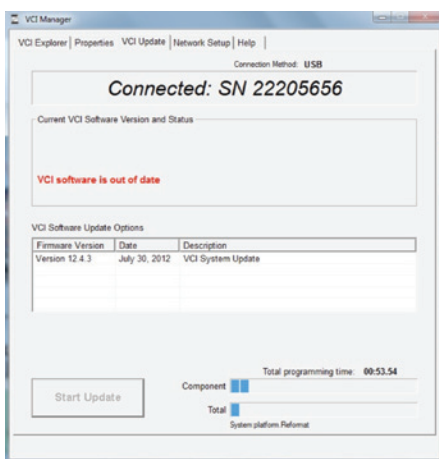 VCI Manager
VCI Explorer Properties VCI Update Network Setup Help
Connection Method: USB
Connected: SN 22205656
Current VCI Software Version and Status
VCI software is out of date
VCI Software Update Options
Firmware Version Date Description
Version 12.4.3 July 30, 2012 VCI System Update
Total programming time: 00:53.54
Component
Start Update
Total
System platform Reformat